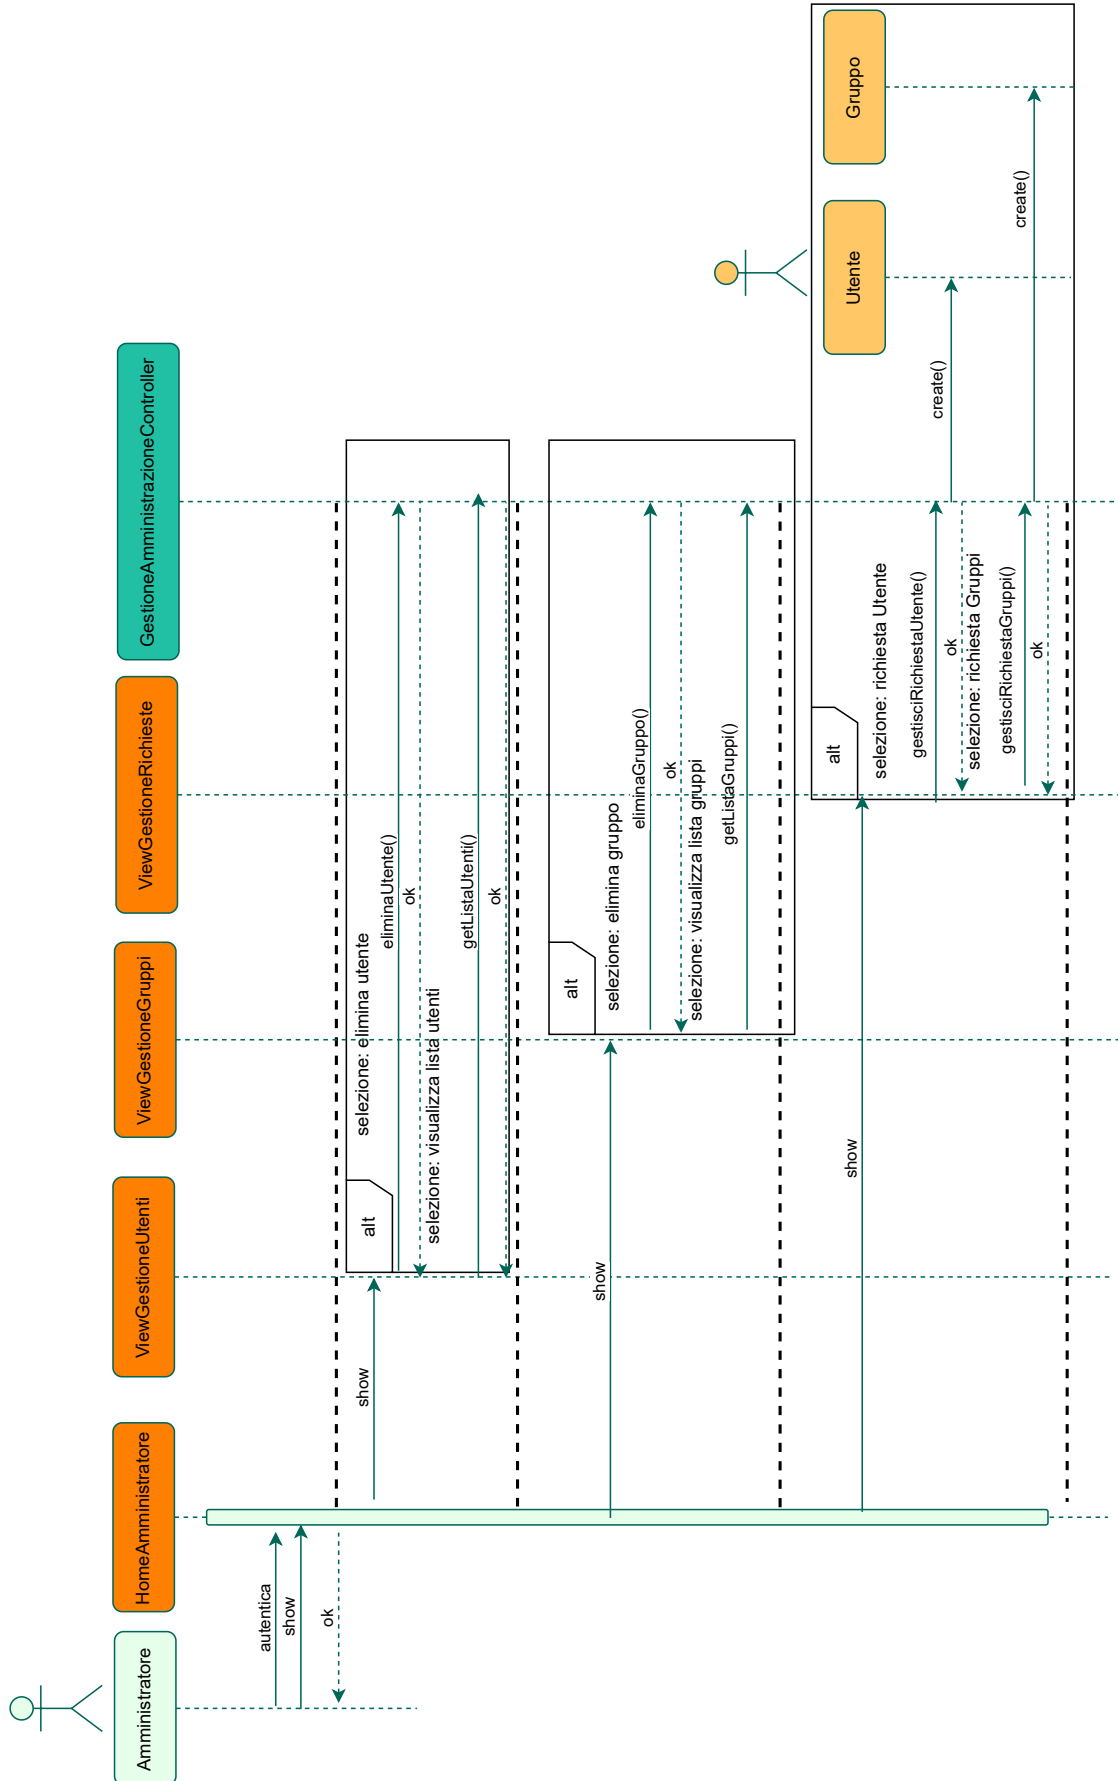 Amministratore
HomeAmministratore
ViewGestioneUtenti
ViewGestioneGruppi
ViewGestioneRichieste
GestioneAmministrazioneController
autentica
show
ok
show
alt
selezione: elimina utente
eliminaUtente()
ok
selezione: visualizza lista utenti
getListaUtenti()
ok
show
alt
selezione: elimina gruppo
eliminaGruppo()
ok
selezione: visualizza lista gruppi
getListaGruppi()
show
alt
Utente
Gruppo
selezione: richiesta Utente
gestisciRichiestaUtente()
create()
ok
selezione: richiesta Gruppi
gestisciRichiestaGruppi()
create()
ok